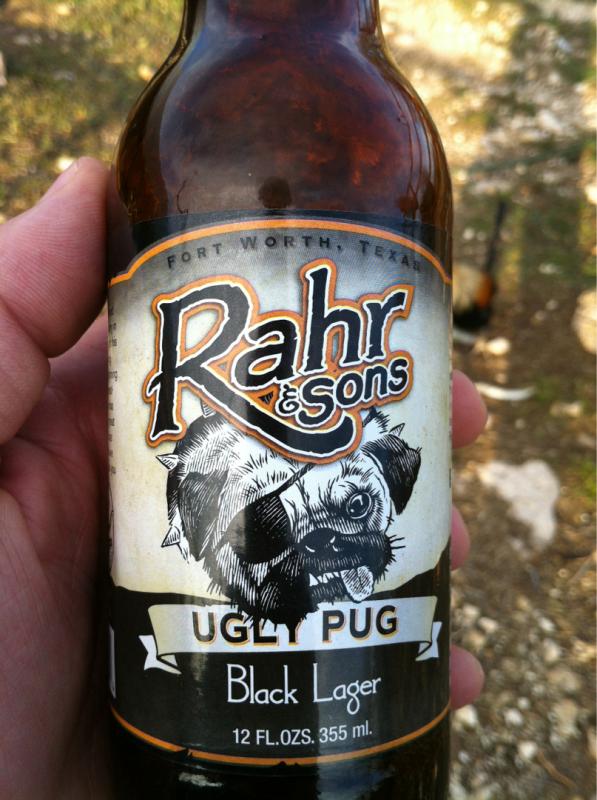 FORT WORTH, TEXAS
Rahr
& Sons
UGLY PUG
Black Lager
12 FL.OZS. 355 ml.